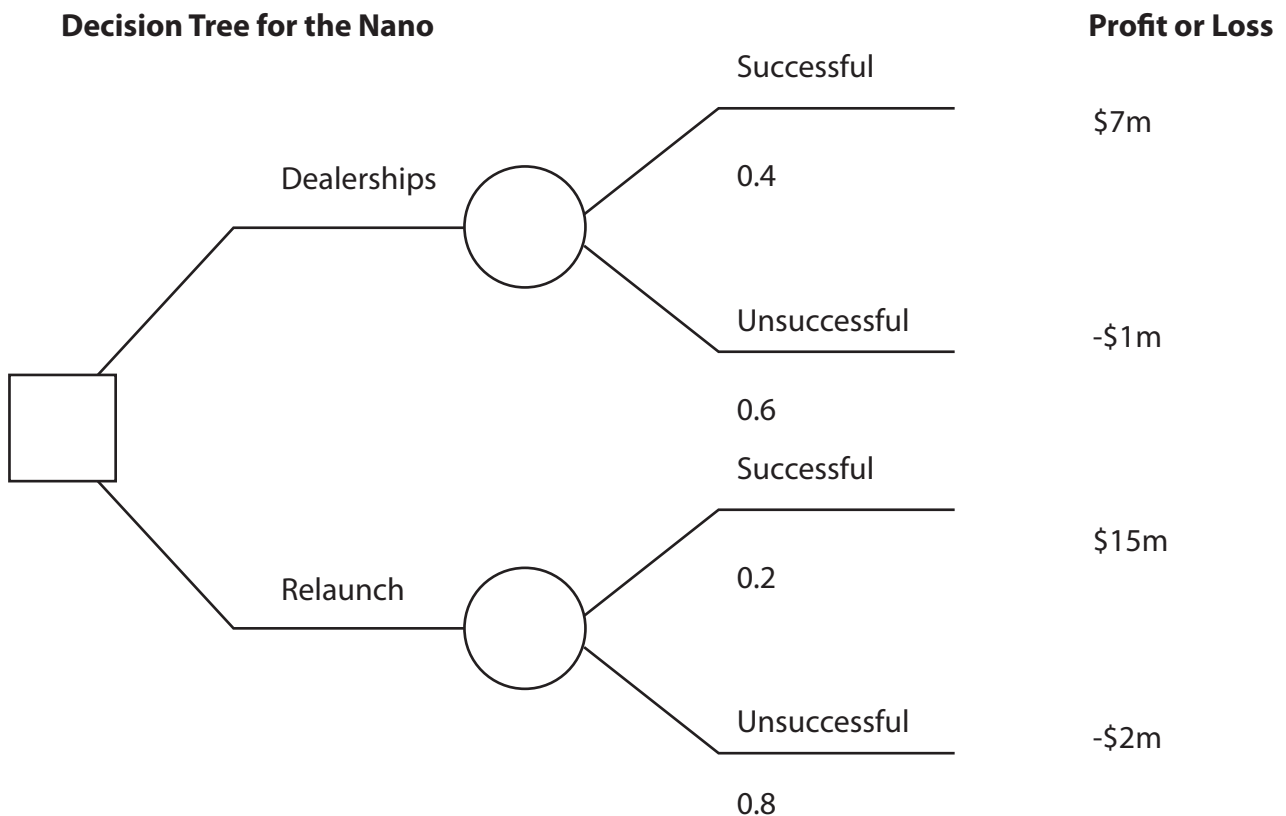 Decision Tree for the Nano
Profit or Loss
Successful
$7m
Dealerships
0.4
Unsuccessful
-$1m
0.6
Successful
$15m
Relaunch
0.2
Unsuccessful
-$2m
0.8